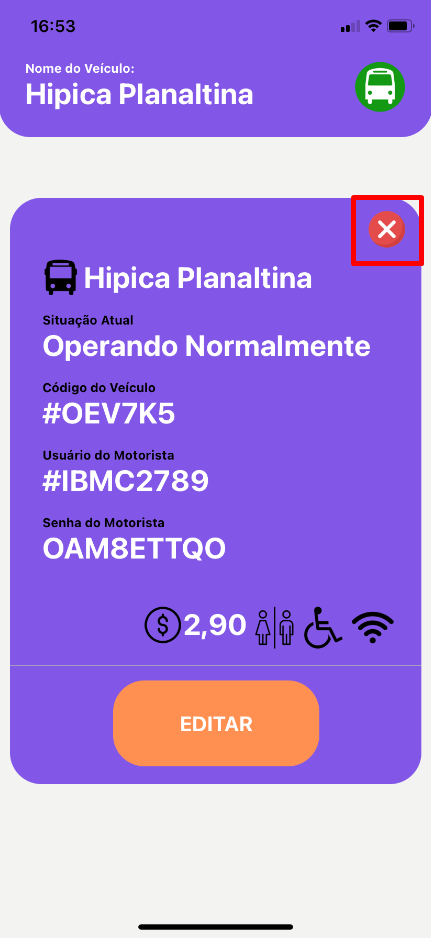 16:53
Nome do Veículo:
Hipica Planaltina
Hipica Planaltina
Situação Atual
Operando Normalmente
Código do Veículo
#OEV7K5
Usuário do Motorista
#IBMC2789
Senha do Motorista
OAM8ETTQO
$ 2,90
EDITAR